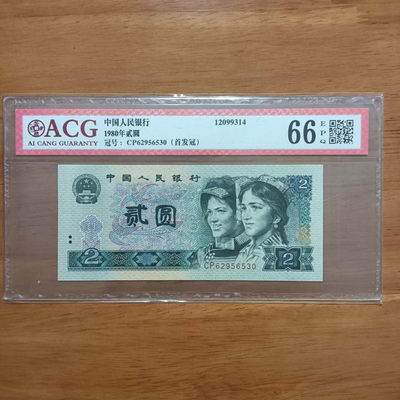 ACG
AI CANG GUARANTY
中国人民银行
1980年贰圆
冠号：CP62956530（首发冠）
12099314
66
EPQ
中国人民银行
2
贰圆
CP62956530
2
2